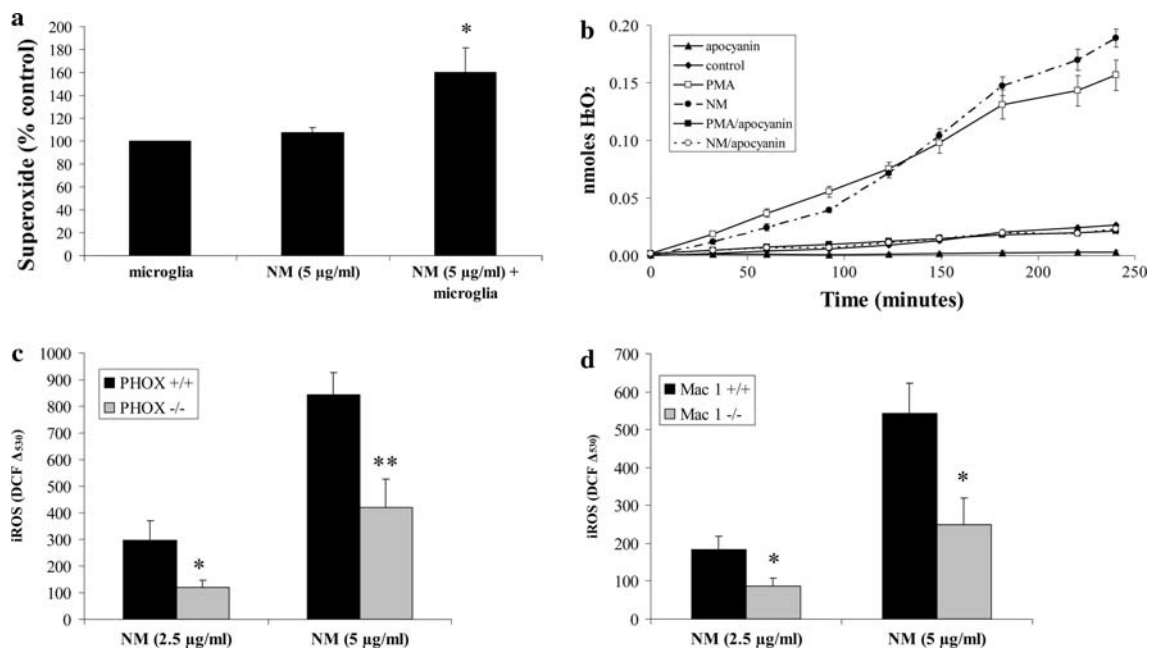 a
Superoxide (% control)
200
180
160
140
120
100
80
60
40
20
0
*
microglia
NM (5 µg/ml)
NM (5 µg/ml) +
microglia
b
nmoles H₂O₂
0.20
0.15
0.10
0.05
0.00
apocyanin
control
PMA
NM
PMA/apocyanin
NM/apocyanin
0
50
100
150
200
250
Time (minutes)
c
iROS (DCF Δ₅₃₀)
1000
900
800
700
600
500
400
300
200
100
0
PHOX +/+
PHOX -/-
*
**
NM (2.5 µg/ml)
NM (5 µg/ml)
d
iROS (DCF Δ₅₃₀)
700
600
500
400
300
200
100
0
Mac 1 +/+
Mac 1 -/-
*
*
NM (2.5 µg/ml)
NM (5 µg/ml)